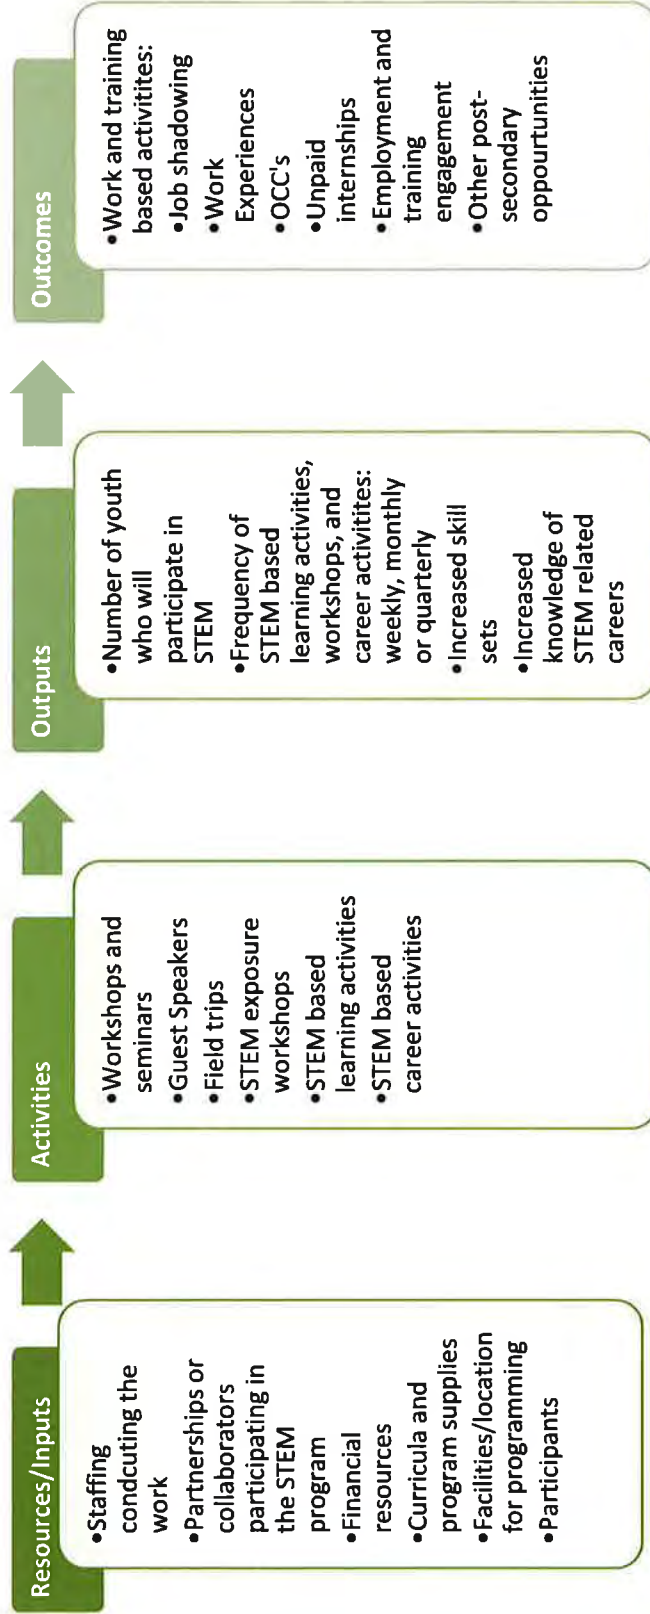 Resources/Inputs
•Staffing
condcuting the
work
•Partnerships or
collaborators
participating in
the STEM
program
•Financial
resources
•Curricula and
program supplies
•Facilities/location
for programming
•Participants
Activities
•Workshops and
seminars
•Guest Speakers
•Field trips
•STEM exposure
workshops
•STEM based
learning activities
•STEM based
career activities
Outputs
•Number of youth
who will
participate in
STEM
•Frequency of
STEM based
learning activities,
workshops, and
career activitites:
weekly, monthly
or quarterly
•Increased skill
sets
•Increased
knowledge of
STEM related
careers
Outcomes
•Work and training
based activitites:
•Job shadowing
•Work
Experiences
•OCC's
•Unpaid
internships
•Employment and
training
engagement
•Other post-
secondary
oppourtunities